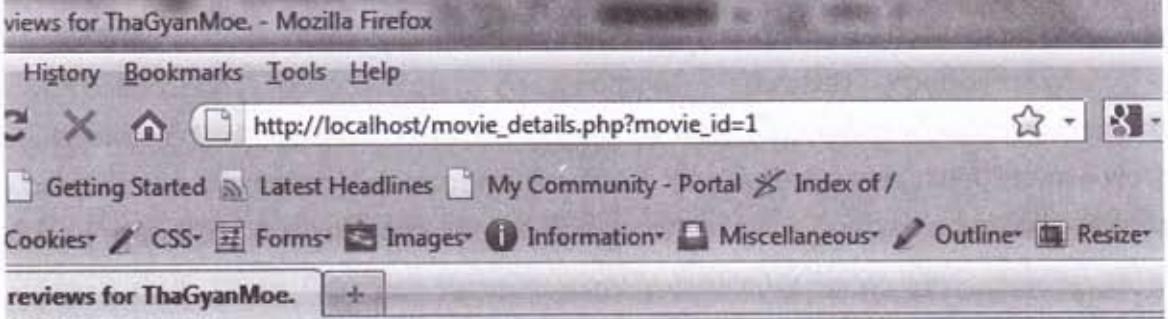 views for ThaGyanMoe. - Mozilla Firefox
History Bookmarks Tools Help
http://localhost/movie_details.php?movie_id=1
Getting Started Latest Headlines My Community - Portal Index of /
Cookies CSS Forms Images Information Miscellaneous Outline Resize
reviews for ThaGyanMoe.